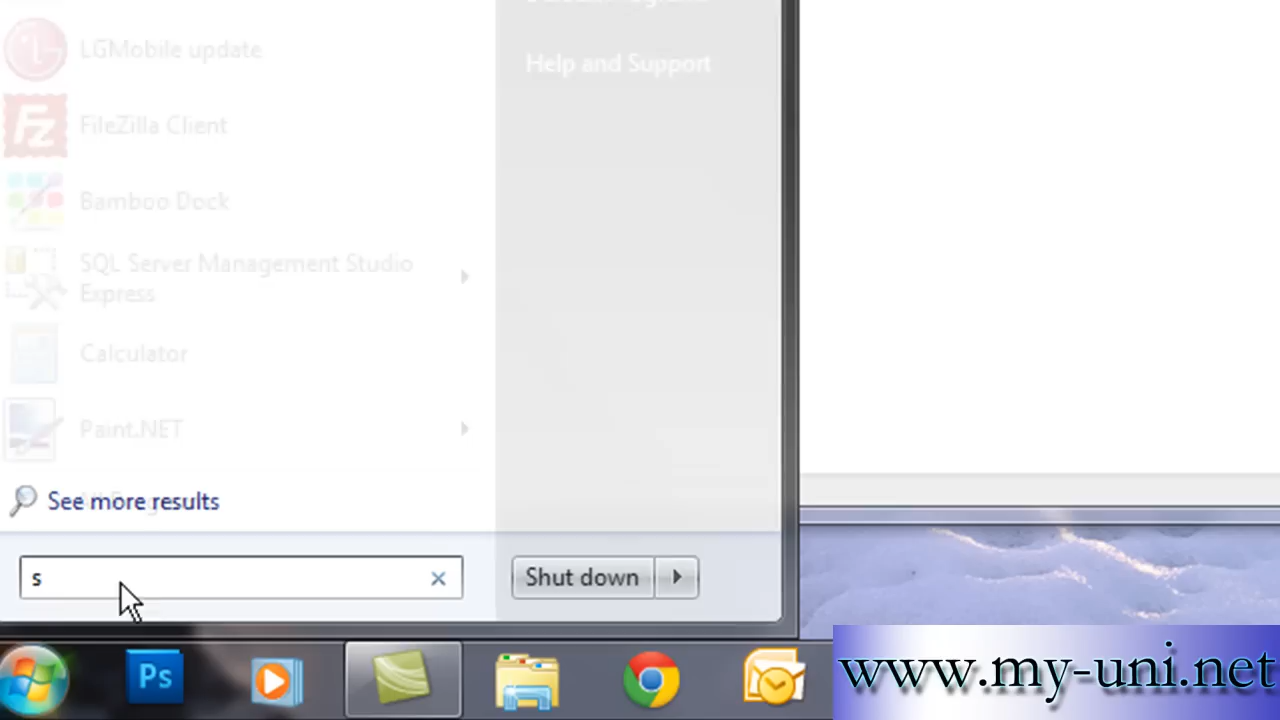 LGMobile update
Help and Support
FileZilla Client
Bamboo Dock
SQL Server Management Studio
Express
Calculator
Paint.NET
See more results
s
Shut down
Ps
www.my-uni.net